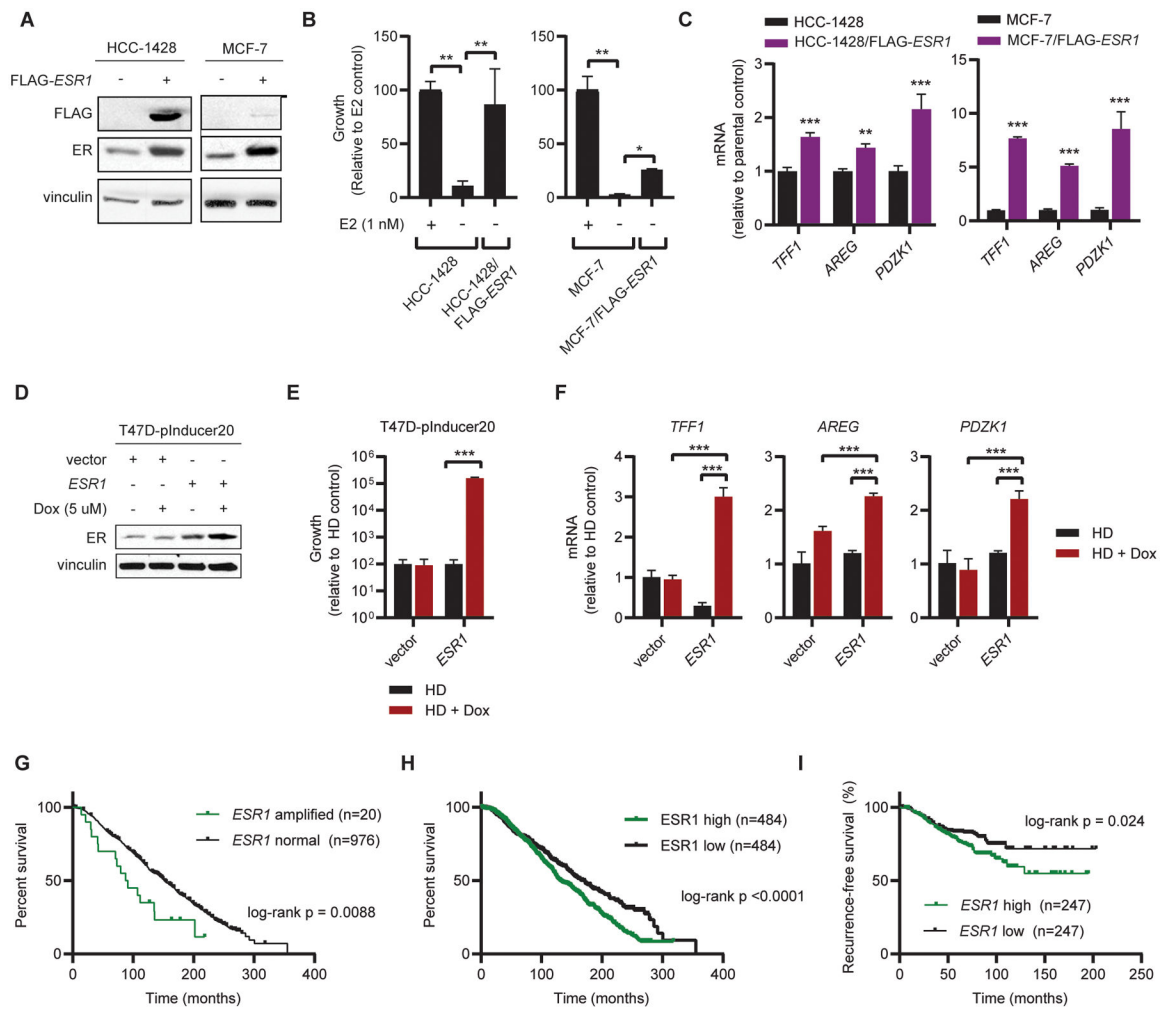 A
HCC-1428 MCF-7
FLAG-ESR1 - + - +
FLAG
ER
vinculin
B
Growth
(Relative to E2 control)
150
100
50
0
** **
150
100
50
0
**
*
E2 (1 nM) + - - + - -
HCC-1428
HCC-1428/
FLAG-ESR1
MCF-7
MCF-7/FLAG-ESR1
C
HCC-1428
HCC-1428/FLAG-ESR1
MCF-7
MCF-7/FLAG-ESR1
mRNA
(relative to parental control)
3
2
1
0
*** ** ***
TFF1 AREG PDZK1
15
10
5
0
*** *** ***
TFF1 AREG PDZK1
D
T47D-pInducer20
vector + + - -
ESR1 - - + +
Dox (5 uM) - + - +
ER
vinculin
E
T47D-pInducer20
Growth
(relative to HD control)
10⁶
10⁵
10⁴
10³
10²
10¹
10⁰
***
vector ESR1
HD
HD + Dox
F
mRNA
(relative to HD control)
TFF1
4
3
2
1
0
***
***
vector ESR1
AREG
3
2
1
0
***
***
vector ESR1
PDZK1
3
2
1
0
***
***
vector ESR1
HD
HD + Dox
G
Percent survival
100
50
0
ESR1 amplified (n=20)
ESR1 normal (n=976)
log-rank p = 0.0088
0 100 200 300 400
Time (months)
H
Percent survival
100
50
0
ESR1 high (n=484)
ESR1 low (n=484)
log-rank p <0.0001
0 100 200 300 400
Time (months)
I
Recurrence-free survival (%)
100
50
0
log-rank p = 0.024
ESR1 high (n=247)
ESR1 low (n=247)
0 50 100 150 200 250
Time (months)